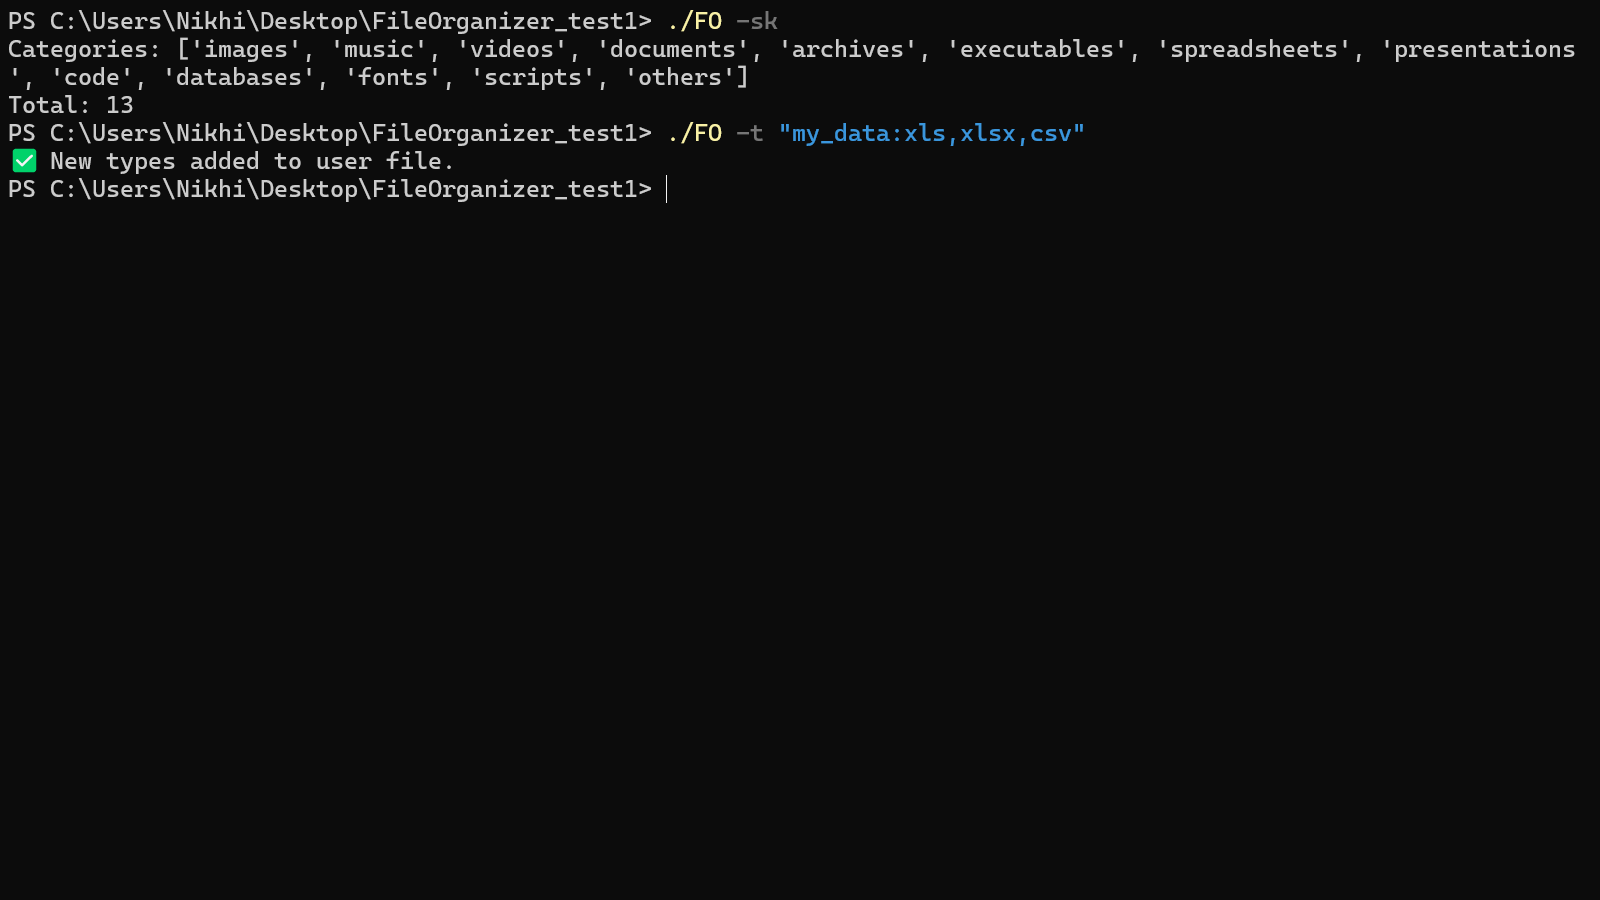 PS C:\Users\Nikhi\Desktop\FileOrganizer_test1> ./FO -sk
Categories: ['images', 'music', 'videos', 'documents', 'archives', 'executables', 'spreadsheets', 'presentations
', 'code', 'databases', 'fonts', 'scripts', 'others']
Total: 13
PS C:\Users\Nikhi\Desktop\FileOrganizer_test1> ./FO -t "my_data:xls,xlsx,csv"
✅ New types added to user file.
PS C:\Users\Nikhi\Desktop\FileOrganizer_test1>